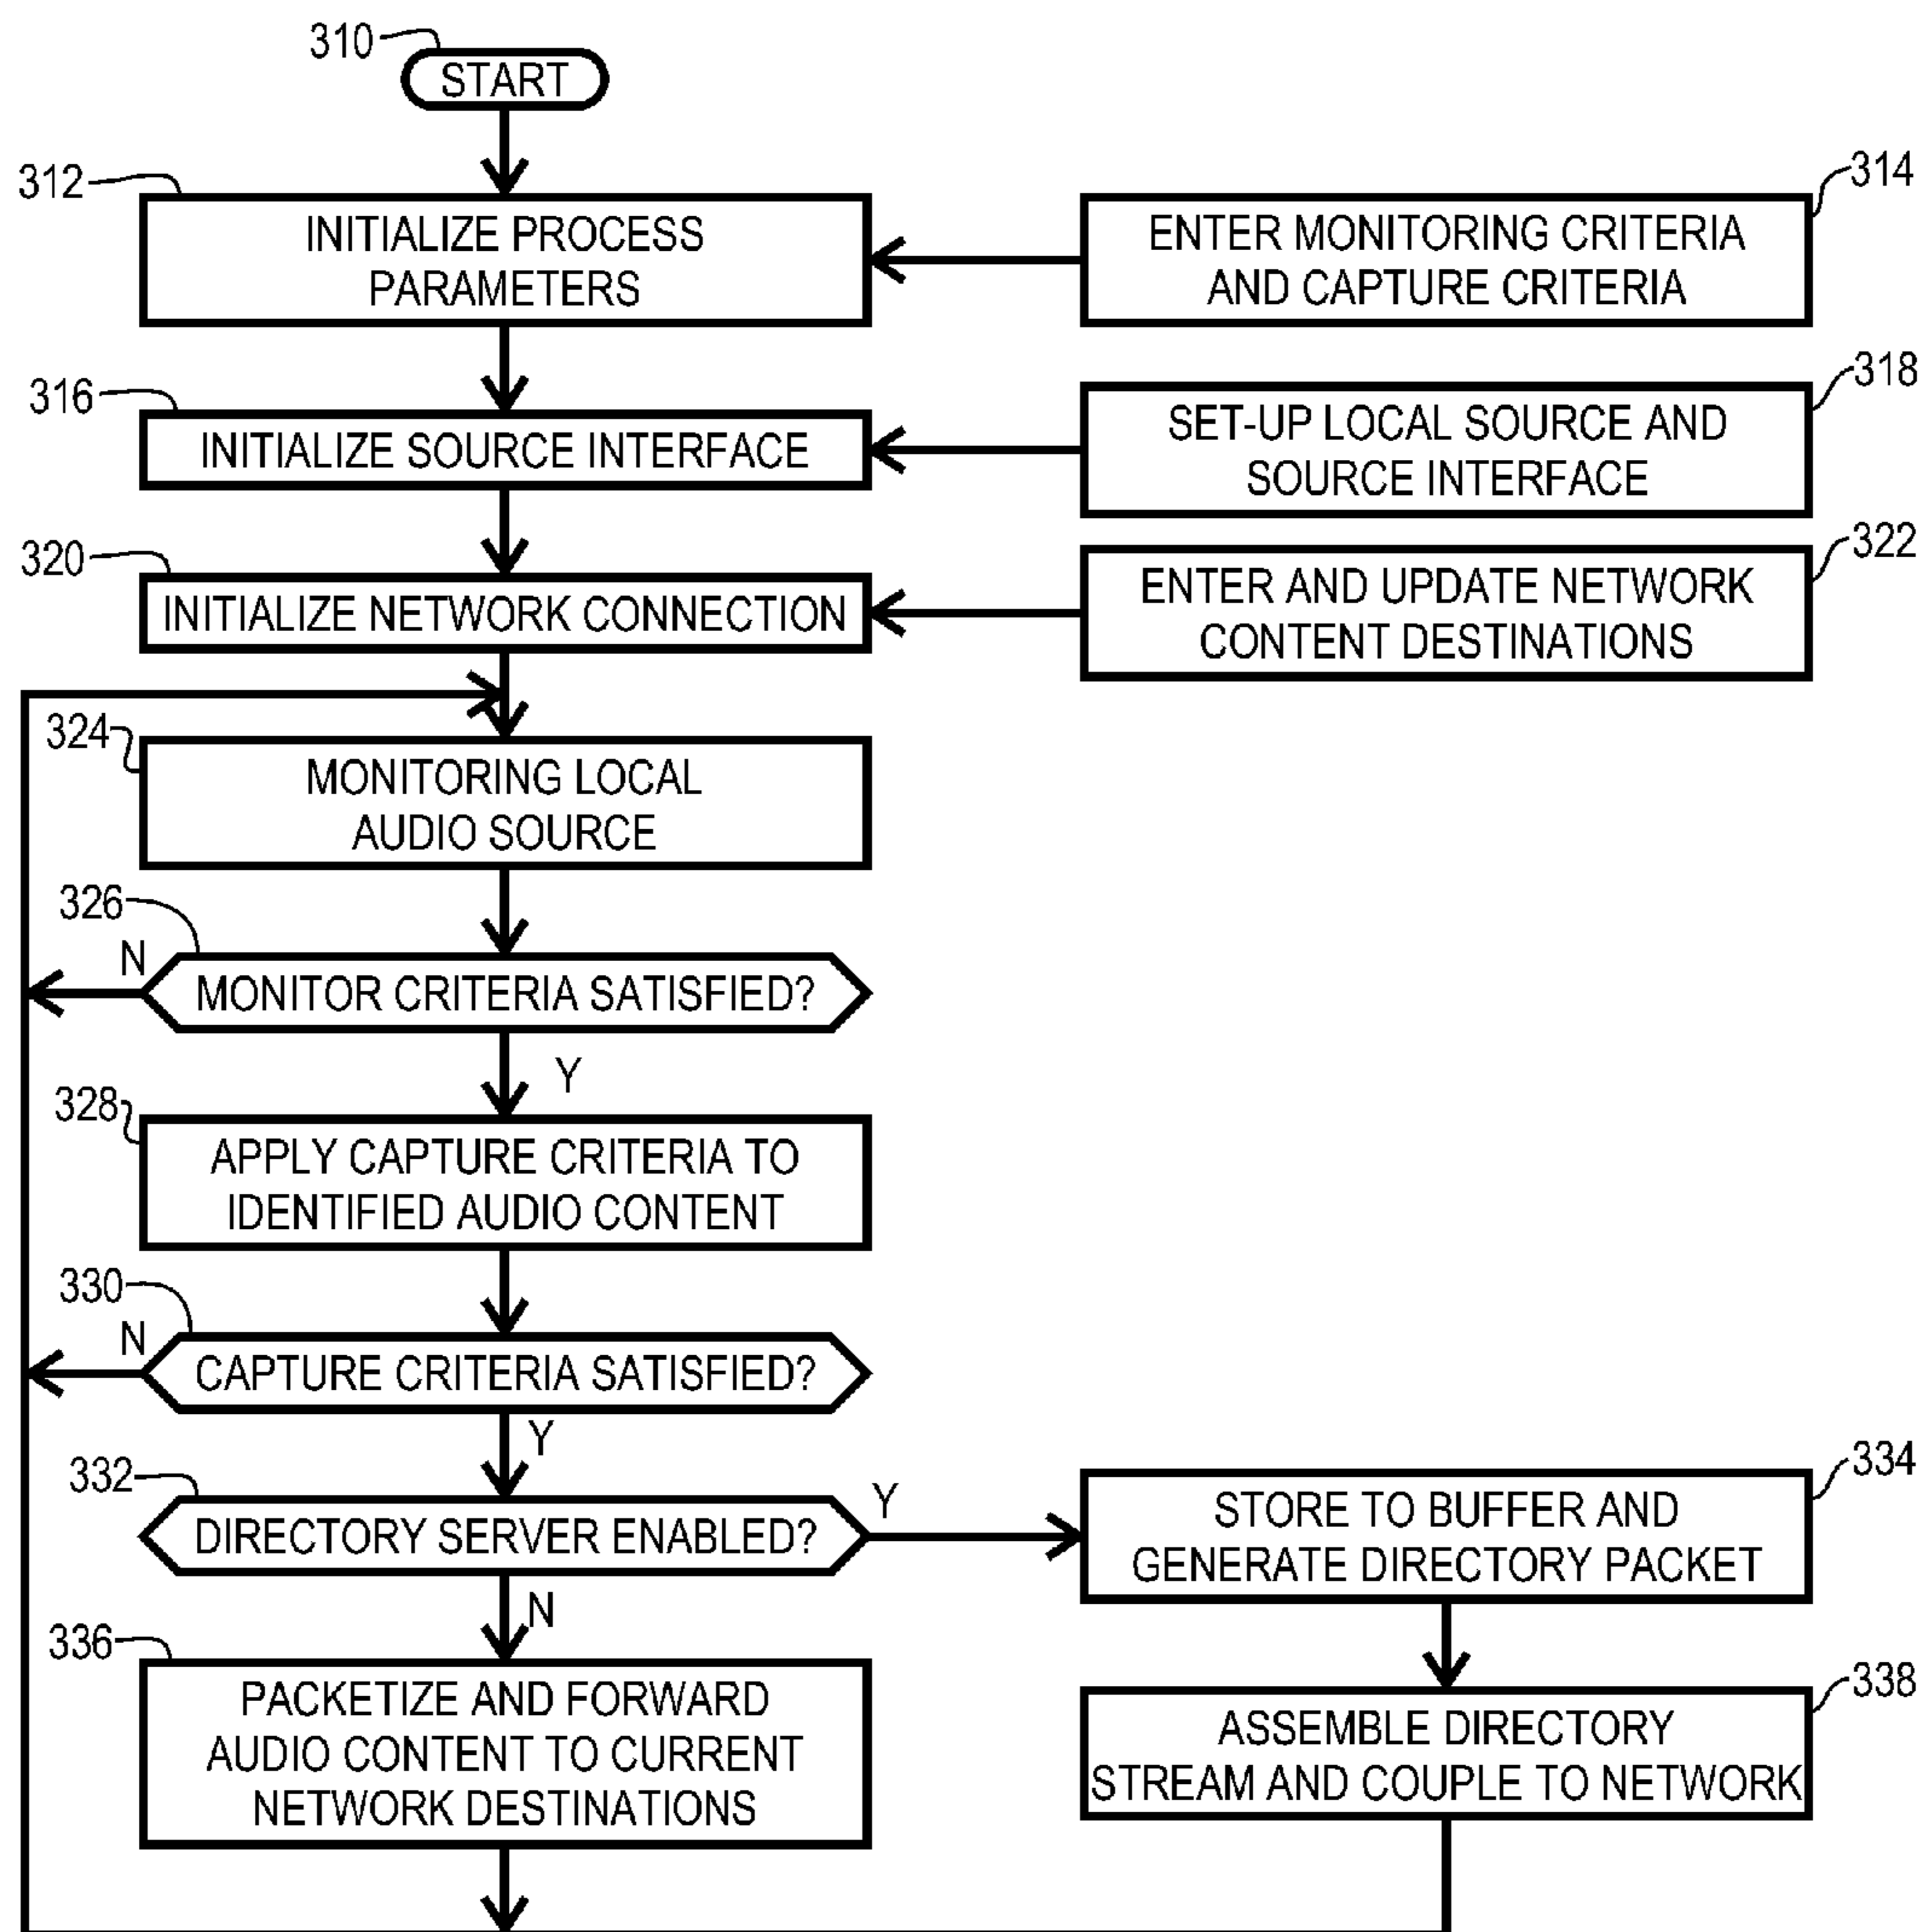 310
START
312
INITIALIZE PROCESS
PARAMETERS
314
ENTER MONITORING CRITERIA
AND CAPTURE CRITERIA
316
INITIALIZE SOURCE INTERFACE
318
SET-UP LOCAL SOURCE AND
SOURCE INTERFACE
320
INITIALIZE NETWORK CONNECTION
322
ENTER AND UPDATE NETWORK
CONTENT DESTINATIONS
324
MONITORING LOCAL
AUDIO SOURCE
326
N
MONITOR CRITERIA SATISFIED?
Y
328
APPLY CAPTURE CRITERIA TO
IDENTIFIED AUDIO CONTENT
330
N
CAPTURE CRITERIA SATISFIED?
Y
332
DIRECTORY SERVER ENABLED?
Y
334
STORE TO BUFFER AND
GENERATE DIRECTORY PACKET
N
336
PACKETIZE AND FORWARD
AUDIO CONTENT TO CURRENT
NETWORK DESTINATIONS
338
ASSEMBLE DIRECTORY
STREAM AND COUPLE TO NETWORK